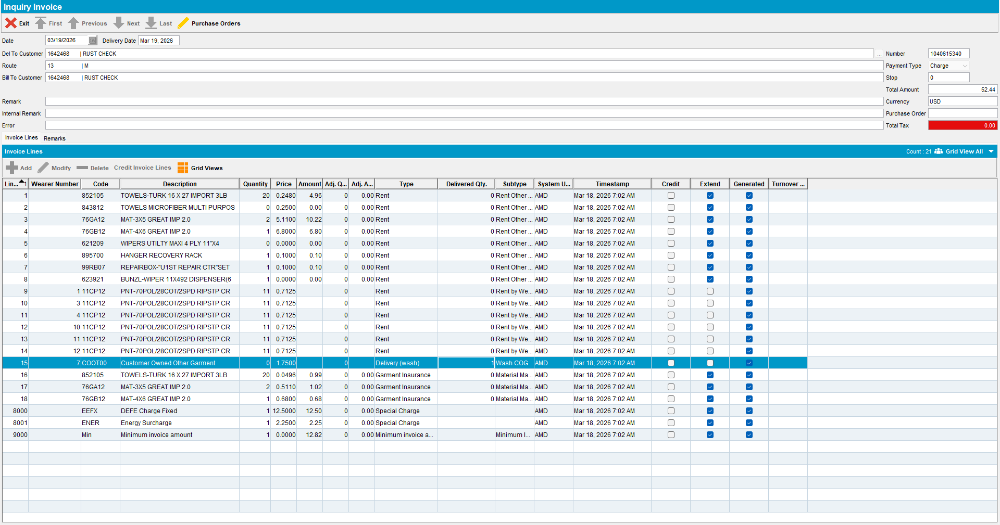 Inquiry Invoice
Exit First Previous Next Last Purchase Orders
Date 03/19/2026 16 Delivery Date Mar 19, 2026
Del To Customer 1642468 | RUST CHECK ... Number 1040615340
Route 13 | M Payment Type Charge
Bill To Customer 1642468 | RUST CHECK Stop 0
Total Amount 52.44
Remark Currency USD
Internal Remark Purchase Order
Error Total Tax 0.00
Invoice Lines Remarks
Invoice Lines Count : 21 Grid View All
Add Modify Delete Credit Invoice Lines Grid Views
Lin... 1 Wearer Number Code Description Quantity Price Amount Adj. Q... Adj. A... Type Delivered Qty. Subtype System U... Timestamp Credit Extend Generated Turnover ...
1 852105 TOWELS-TURK 16 X 27 IMPORT 3LB 20 0.2480 4.96 0 0.00 Rent 0 Rent Other ... AMD Mar 18, 2026 7:02 AM
2 843812 TOWELS MICROFIBER MULTI PURPOS 0 0.2500 0.00 0 0.00 Rent 0 Rent Other ... AMD Mar 18, 2026 7:02 AM
3 76GA12 MAT-3X5 GREAT IMP 2.0 2 5.1100 10.22 0 0.00 Rent 0 Rent Other ... AMD Mar 18, 2026 7:02 AM
4 76GB12 MAT-4X6 GREAT IMP 2.0 1 6.8000 6.80 0 0.00 Rent 0 Rent Other ... AMD Mar 18, 2026 7:02 AM
5 621209 WIPERS UTILTY MAXI 4 PLY 11"X4 0 0.0000 0.00 0 0.00 Rent 0 Rent Other ... AMD Mar 18, 2026 7:02 AM
6 895700 HANGER RECOVERY RACK 1 0.1000 0.10 0 0.00 Rent 0 Rent Other ... AMD Mar 18, 2026 7:02 AM
7 99RB07 REPAIRBOX-"U1ST REPAIR CTR"SET 1 0.1000 0.10 0 0.00 Rent 0 Rent Other ... AMD Mar 18, 2026 7:02 AM
8 623921 BUNZL-WIPER 11X492 DISPENSER(6 1 0.0000 0.00 0 0.00 Rent 0 Rent Other ... AMD Mar 18, 2026 7:02 AM
9 1 11CP12 PNT-70POL/28COT/2SPD RIPSTP CR 11 0.7125 0 Rent 0 Rent by We... AMD Mar 18, 2026 7:02 AM
10 3 11CP12 PNT-70POL/28COT/2SPD RIPSTP CR 11 0.7125 0 Rent 0 Rent by We... AMD Mar 18, 2026 7:02 AM
11 4 11CP12 PNT-70POL/28COT/2SPD RIPSTP CR 11 0.7125 0 Rent 0 Rent by We... AMD Mar 18, 2026 7:02 AM
12 10 11CP12 PNT-70POL/28COT/2SPD RIPSTP CR 11 0.7125 0 Rent 0 Rent by We... AMD Mar 18, 2026 7:02 AM
13 11 11CP12 PNT-70POL/28COT/2SPD RIPSTP CR 11 0.7125 0 Rent 0 Rent by We... AMD Mar 18, 2026 7:02 AM
14 12 11CP12 PNT-70POL/28COT/2SPD RIPSTP CR 11 0.7125 0 Rent 0 Rent by We... AMD Mar 18, 2026 7:02 AM
15 7 COOT00 Customer Owned Other Garment 0 1.7500 0 Delivery (wash) 1 Wash COG AMD Mar 18, 2026 7:02 AM
16 852105 TOWELS-TURK 16 X 27 IMPORT 3LB 20 0.0496 0.99 0 0.00 Garment Insurance 0 Material Ma... AMD Mar 18, 2026 7:02 AM
17 76GA12 MAT-3X5 GREAT IMP 2.0 2 0.5110 1.02 0 0.00 Garment Insurance 0 Material Ma... AMD Mar 18, 2026 7:02 AM
18 76GB12 MAT-4X6 GREAT IMP 2.0 1 0.6800 0.68 0 0.00 Garment Insurance 0 Material Ma... AMD Mar 18, 2026 7:02 AM
8000 EEFX DEFE Charge Fixed 1 12.5000 12.50 0 0.00 Special Charge AMD Mar 18, 2026 7:02 AM
8001 ENER Energy Surcharge 1 2.2500 2.25 0 0.00 Special Charge AMD Mar 18, 2026 7:02 AM
9000 Min Minimum invoice amount 1 0.0000 12.82 0 0.00 Minimum invoice a... Minimum I... AMD Mar 18, 2026 7:02 AM